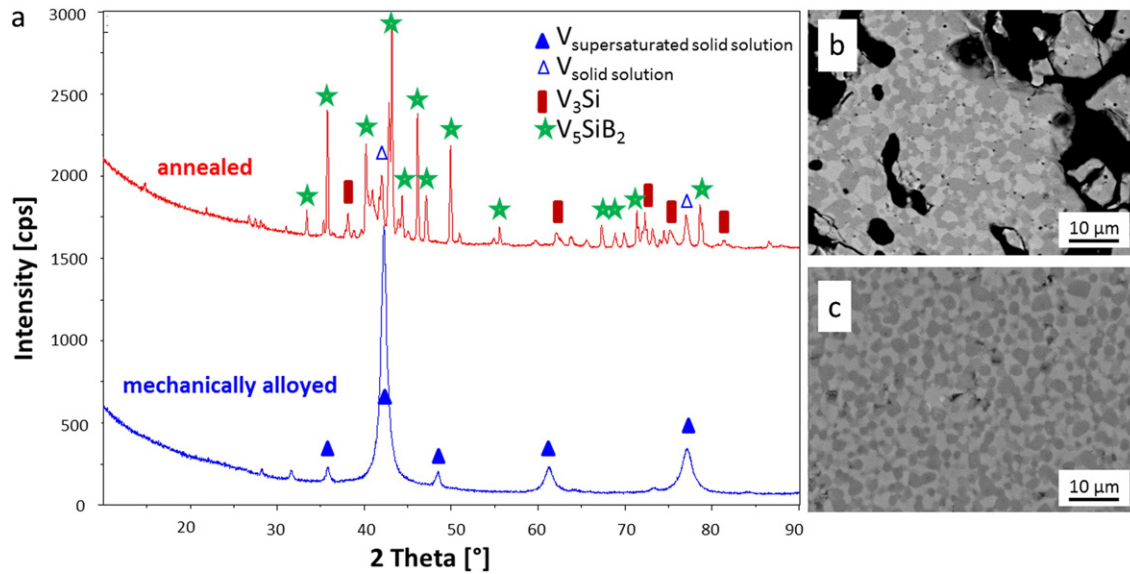 a
3000
2500
2000
1500
1000
500
0
Intensity [cps]
V supersaturated solid solution
V solid solution
V₃Si
V₅SiB₂
annealed
mechanically alloyed
20 30 40 50 60 70 80 90
2 Theta [°]
b
10 µm
c
10 µm